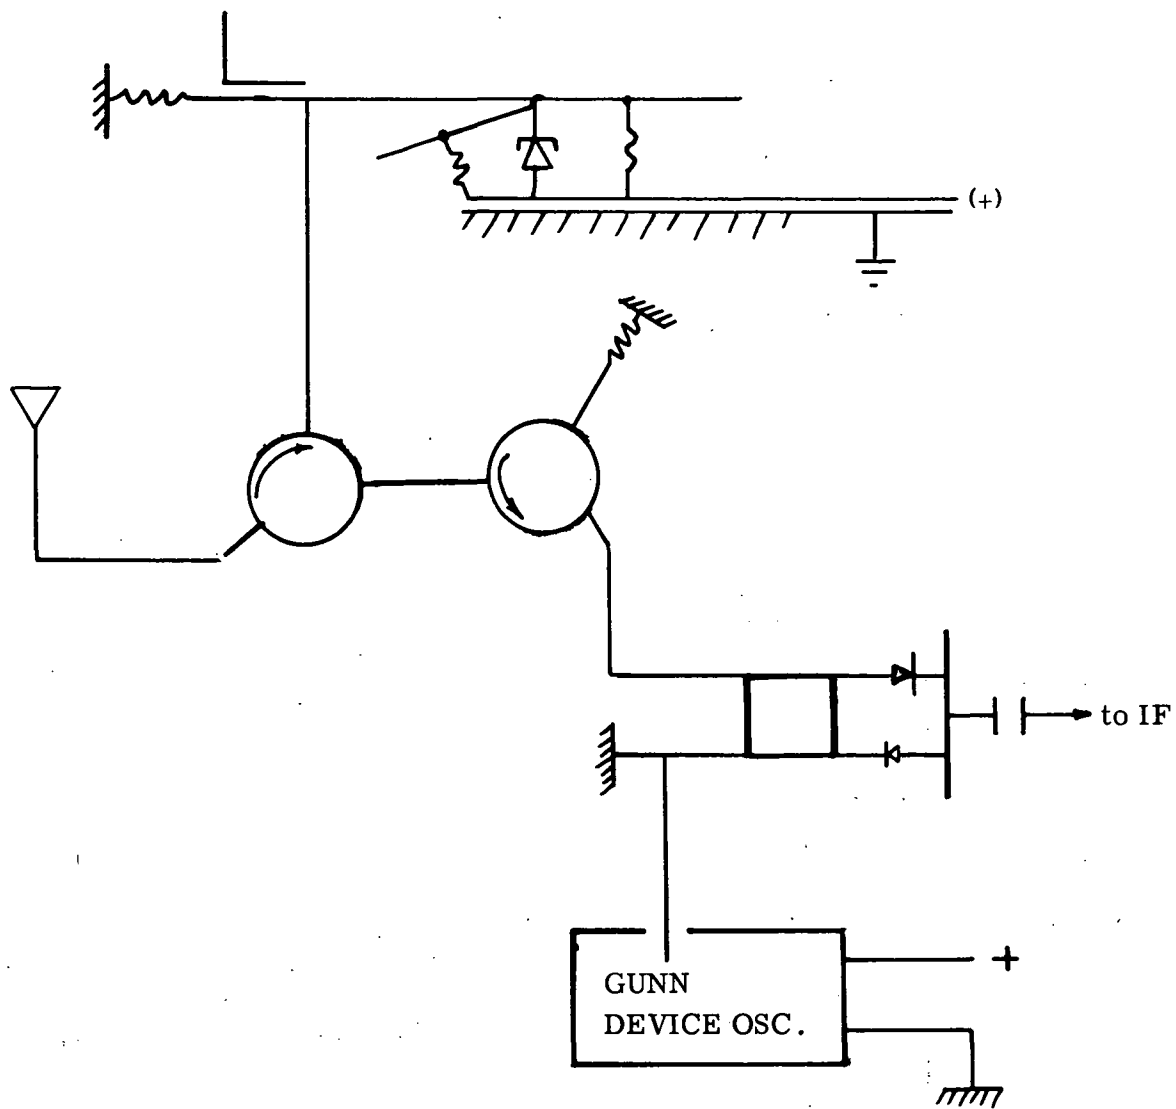 (+)
to IF
+
GUNN
DEVICE OSC.